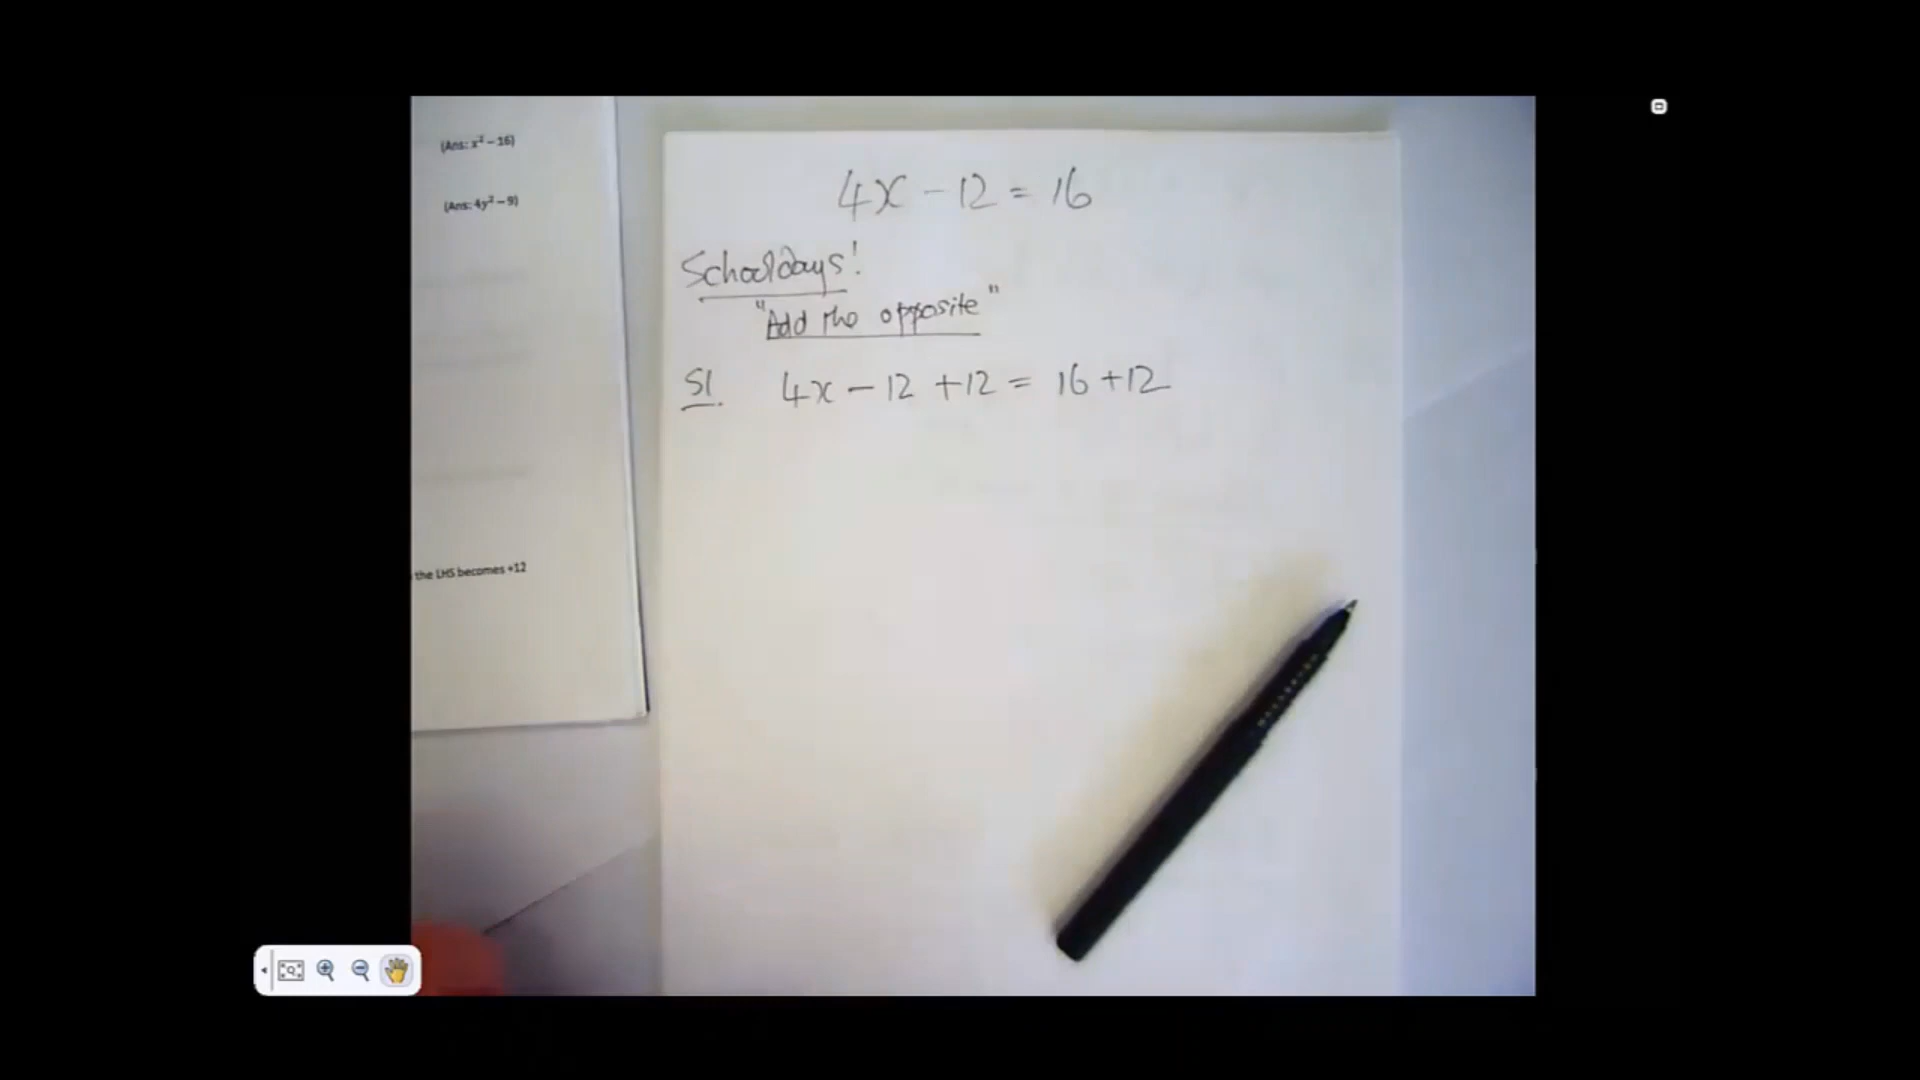 (Ans: x² – 16)
(Ans: 4y² – 9)
the LHS becomes +12
4x – 12 = 16
Schooldays!
"Add the opposite"
S1. 4x – 12 + 12 = 16 + 12